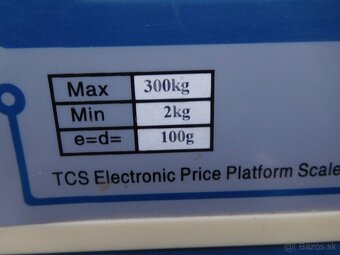 Max 300kg
Min 2kg
e=d= 100g
TCS Electronic Price Platform Scale
Bazos.sk